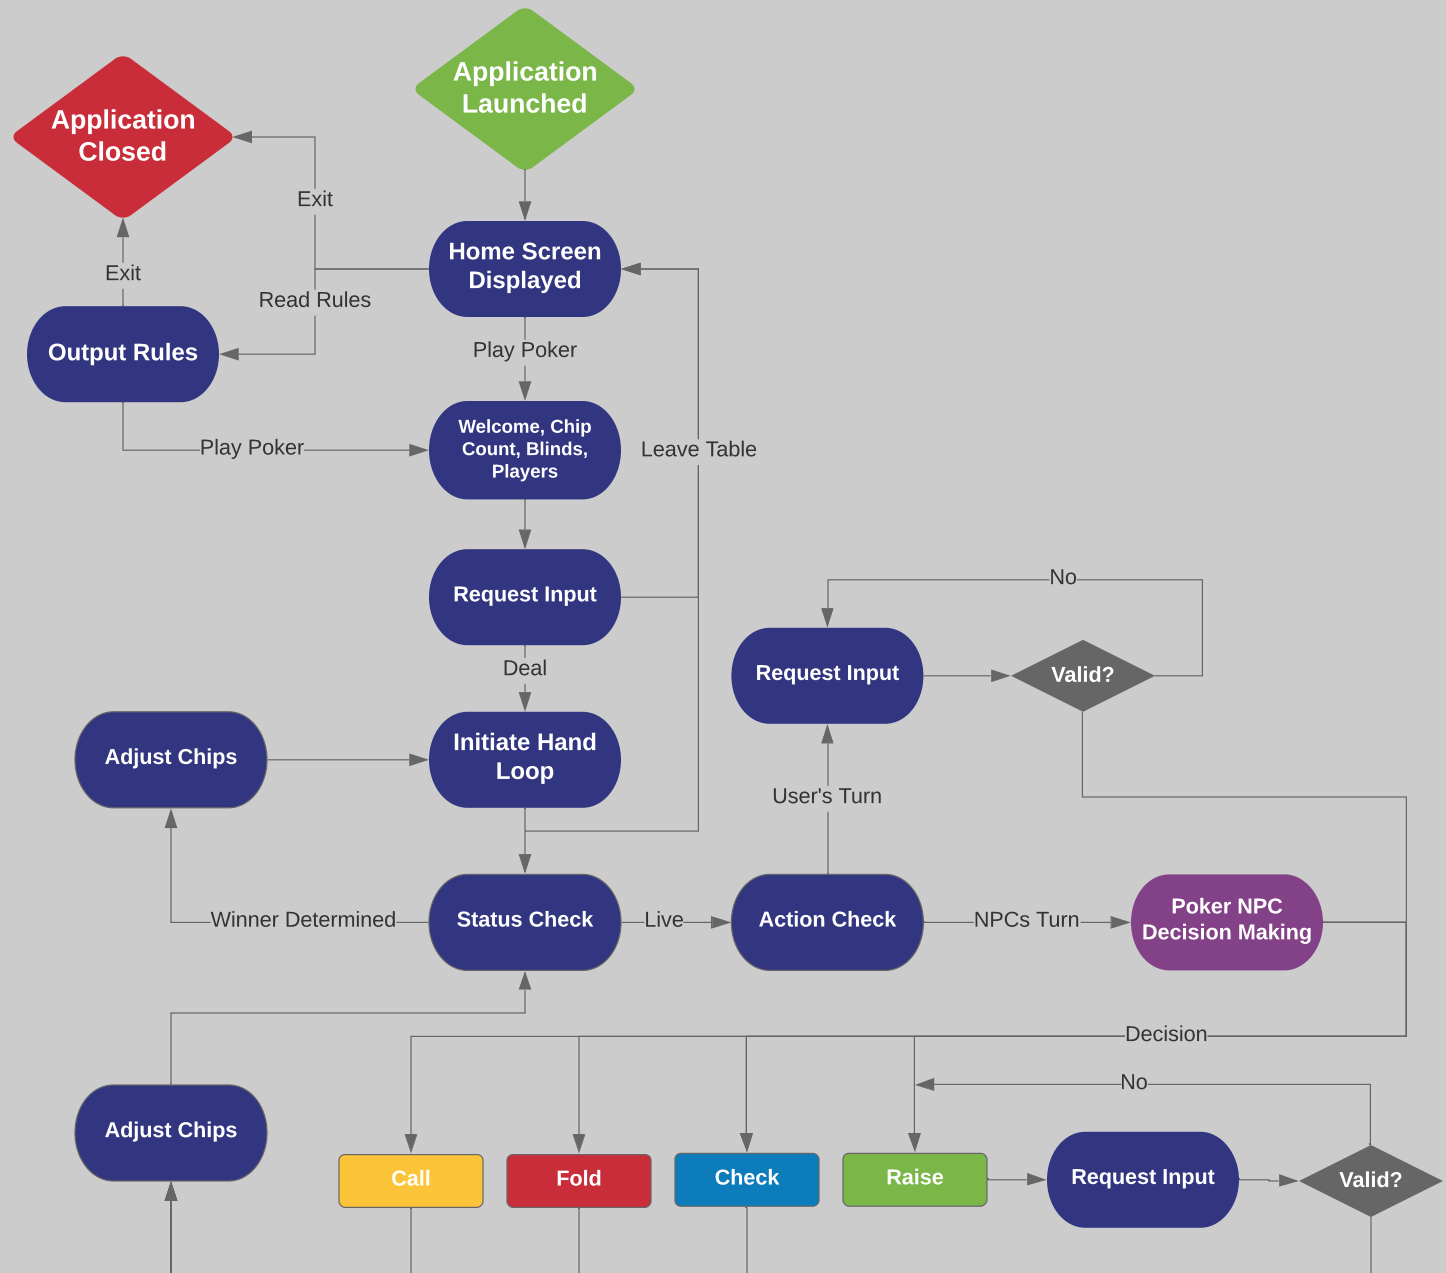 Application
Launched
Application
Closed
Exit
Home Screen
Displayed
Exit
Read Rules
Output Rules
Play Poker
Welcome, Chip
Count, Blinds,
Players
Play Poker
Leave Table
Request Input
No
Deal
Request Input
Valid?
Initiate Hand
Loop
Adjust Chips
User's Turn
Winner Determined
Status Check
Live
Action Check
NPCs Turn
Poker NPC
Decision Making
Decision
No
Adjust Chips
Call
Fold
Check
Raise
Request Input
Valid?